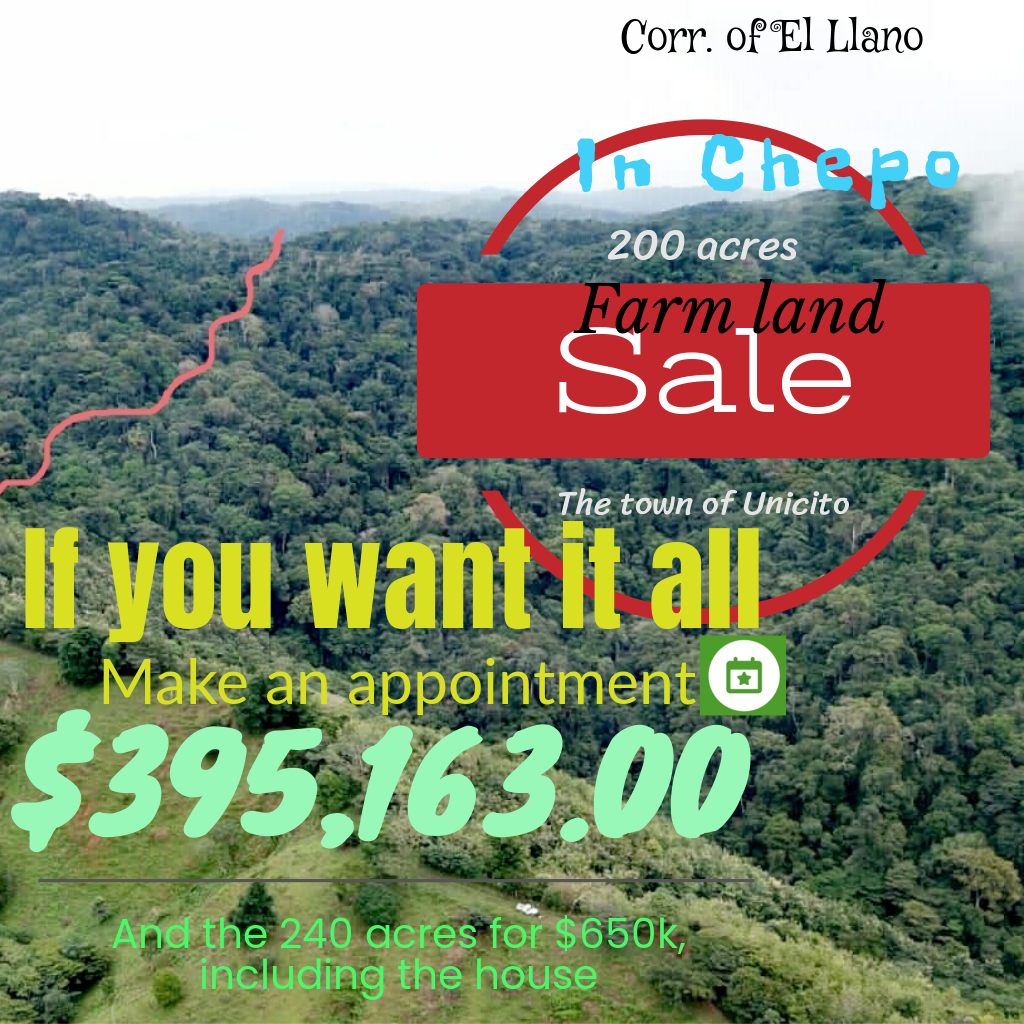 Corr. of El Llano
In Chepo
200 acres
Farm land
Sale
The town of Unicito
If you want it all
Make an appointment
$395,163.00
And the 240 acres for $650k,
including the house